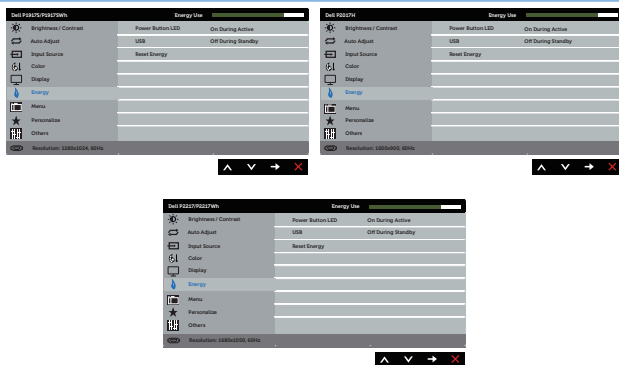 Dell P1917S/P1917SWh Energy Use
Brightness / Contrast Power Button LED On During Active
Auto Adjust USB Off During Standby
Input Source Reset Energy
Color
Display
Energy
Menu
Personalize
Others
Resolution: 1280x1024, 60Hz
Dell P2017H Energy Use
Brightness / Contrast Power Button LED On During Active
Auto Adjust USB Off During Standby
Input Source Reset Energy
Color
Display
Energy
Menu
Personalize
Others
Resolution: 1600x900, 60Hz
Dell P2217/P2217Wh Energy Use
Brightness / Contrast Power Button LED On During Active
Auto Adjust USB Off During Standby
Input Source Reset Energy
Color
Display
Energy
Menu
Personalize
Others
Resolution: 1680x1050, 60Hz